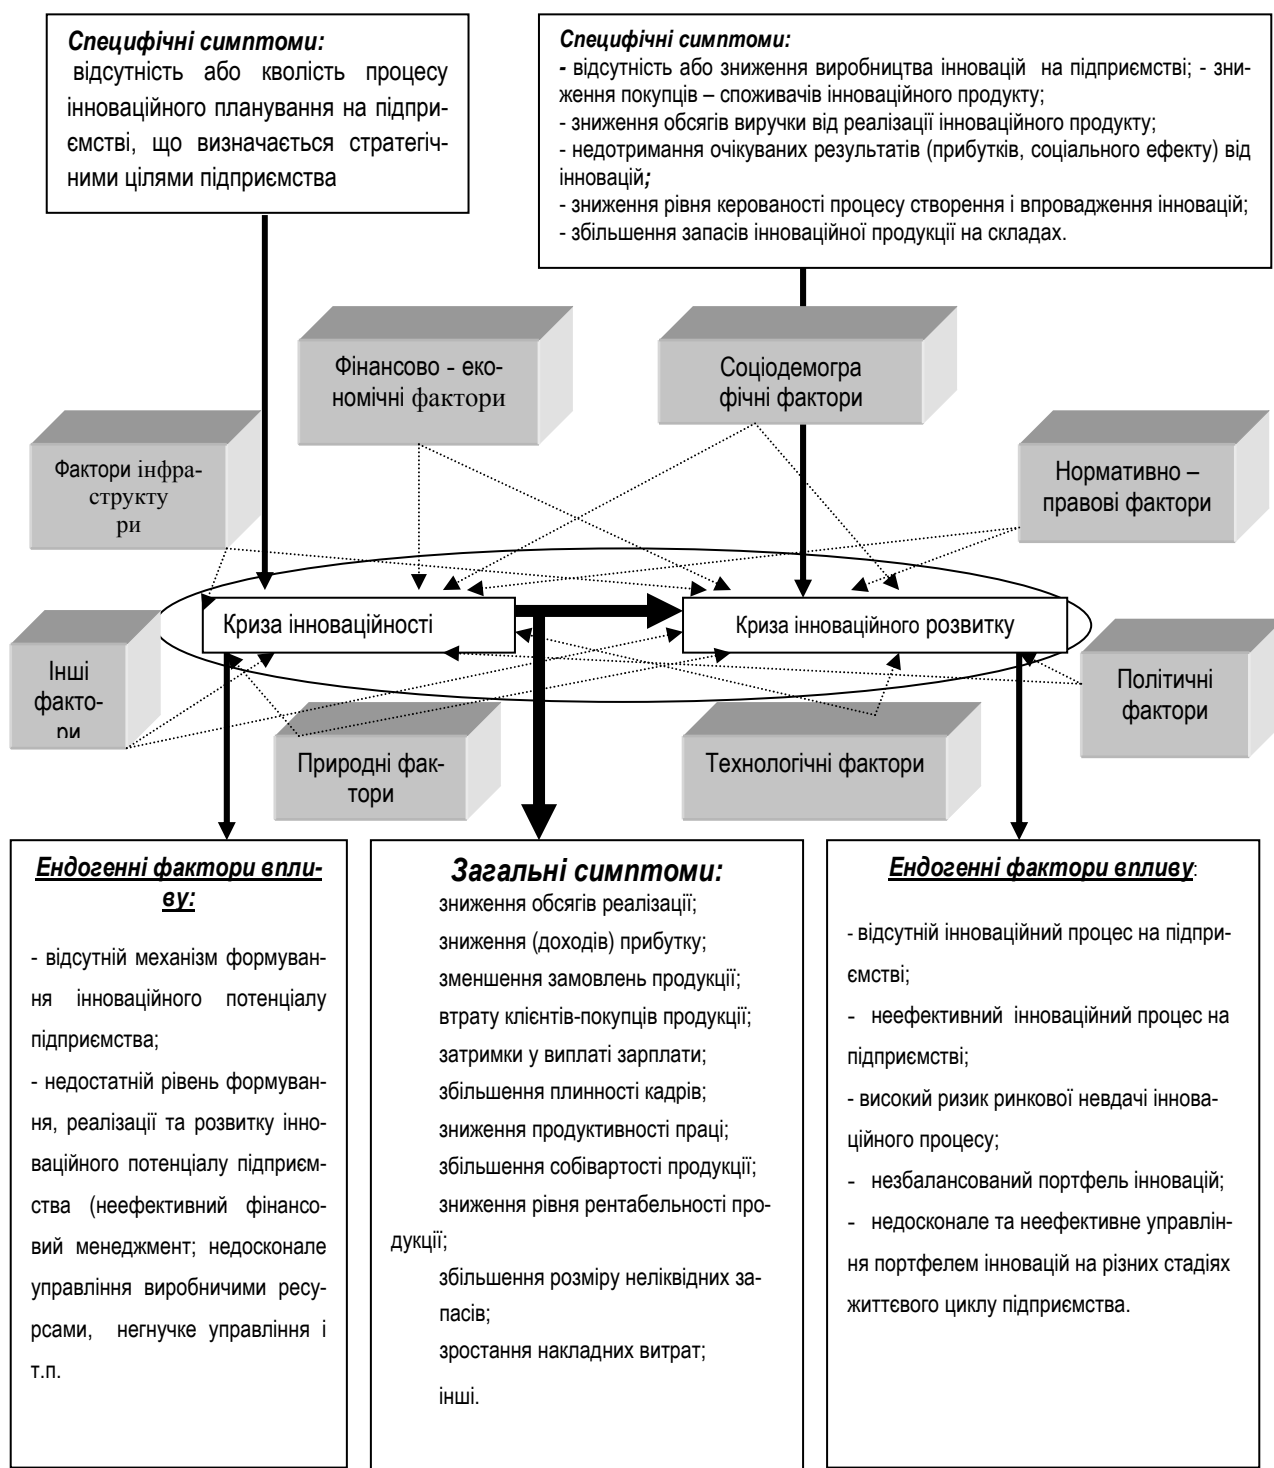 Специфічні симптоми:
відсутність або кволість процесу
інноваційного планування на підпри-
ємстві, що визначається стратегіч-
ними цілями підприємства
Специфічні симптоми:
- відсутність або зниження виробництва інновацій на підприємстві; - зни-
ження покупців – споживачів інноваційного продукту;
- зниження обсягів виручки від реалізації інноваційного продукту;
- недотримання очікуваних результатів (прибутків, соціального ефекту) від
інновацій;
- зниження рівня керованості процесу створення і впровадження інновацій;
- збільшення запасів інноваційної продукції на складах.
Фінансово - еко-
номічні фактори
Соціодемогра
фічні фактори
Фактори інфра-
структу
ри
Нормативно –
правові фактори
Криза інноваційності
Криза інноваційного розвитку
Інші
факто-
ри
Природні фак-
тори
Технологічні фактори
Політичні
фактори
Ендогенні фактори впли-
ву:
- відсутній механізм формуван-
ня інноваційного потенціалу
підприємства;
- недостатній рівень формуван-
ня, реалізації та розвитку інно-
ваційного потенціалу підприєм-
ства (неефективний фінансо-
вий менеджмент; недосконале
управління виробничими ресу-
рсами, негнучке управління і
т.п.
Загальні симптоми:
зниження обсягів реалізації;
зниження (доходів) прибутку;
зменшення замовлень продукції;
втрату клієнтів-покупців продукції;
затримки у виплаті зарплати;
збільшення плинності кадрів;
зниження продуктивності праці;
збільшення собівартості продукції;
зниження рівня рентабельності про-
дукції;
збільшення розміру неліквідних за-
пасів;
зростання накладних витрат;
інші.
Ендогенні фактори впливу:
- відсутній інноваційний процес на підпри-
ємстві;
- неефективний інноваційний процес на
підприємстві;
- високий ризик ринкової невдачі іннова-
ційного процесу;
- незбалансований портфель інновацій;
- недосконале та неефективне управлін-
ня портфелем інновацій на різних стадіях
життєвого циклу підприємства.